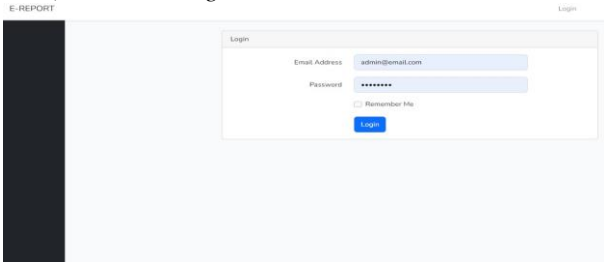 E-REPORT
Login
Login
Email Address
admin@email.com
Password
••••••••
Remember Me
Login